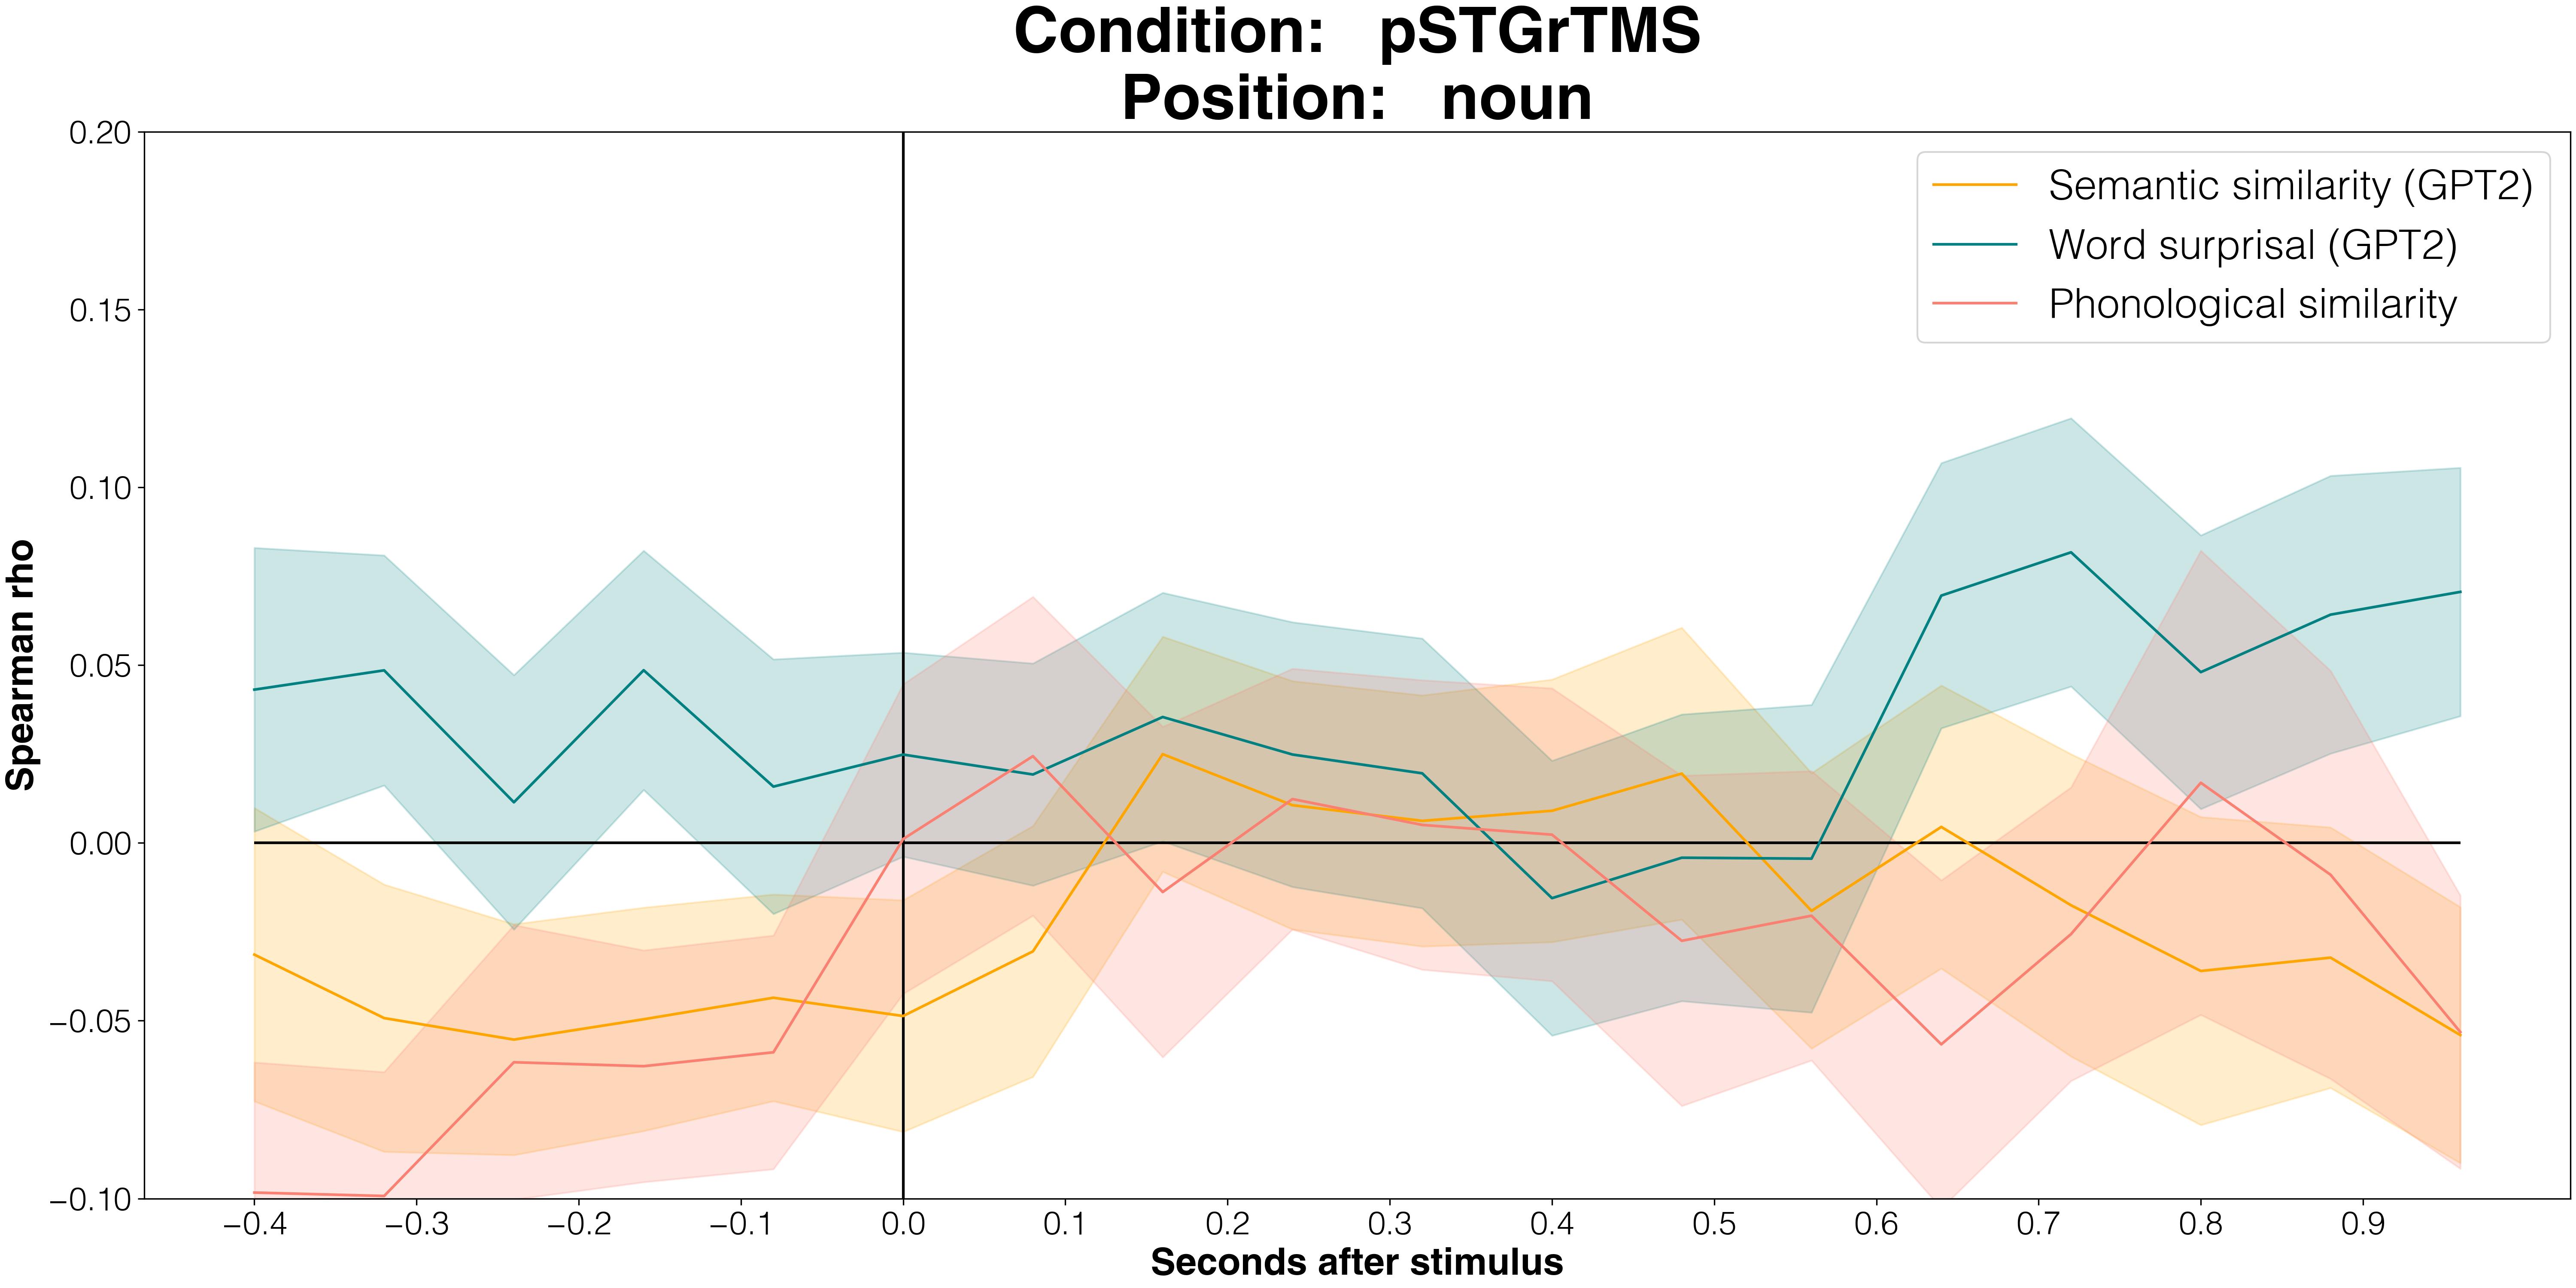 Condition: pSTGrTMS
Position: noun
0.20
0.15
0.10
0.05
0.00
−0.05
−0.10
Spearman rho
Semantic similarity (GPT2)
Word surprisal (GPT2)
Phonological similarity
−0.4 −0.3 −0.2 −0.1 0.0 0.1 0.2 0.3 0.4 0.5 0.6 0.7 0.8 0.9
Seconds after stimulus